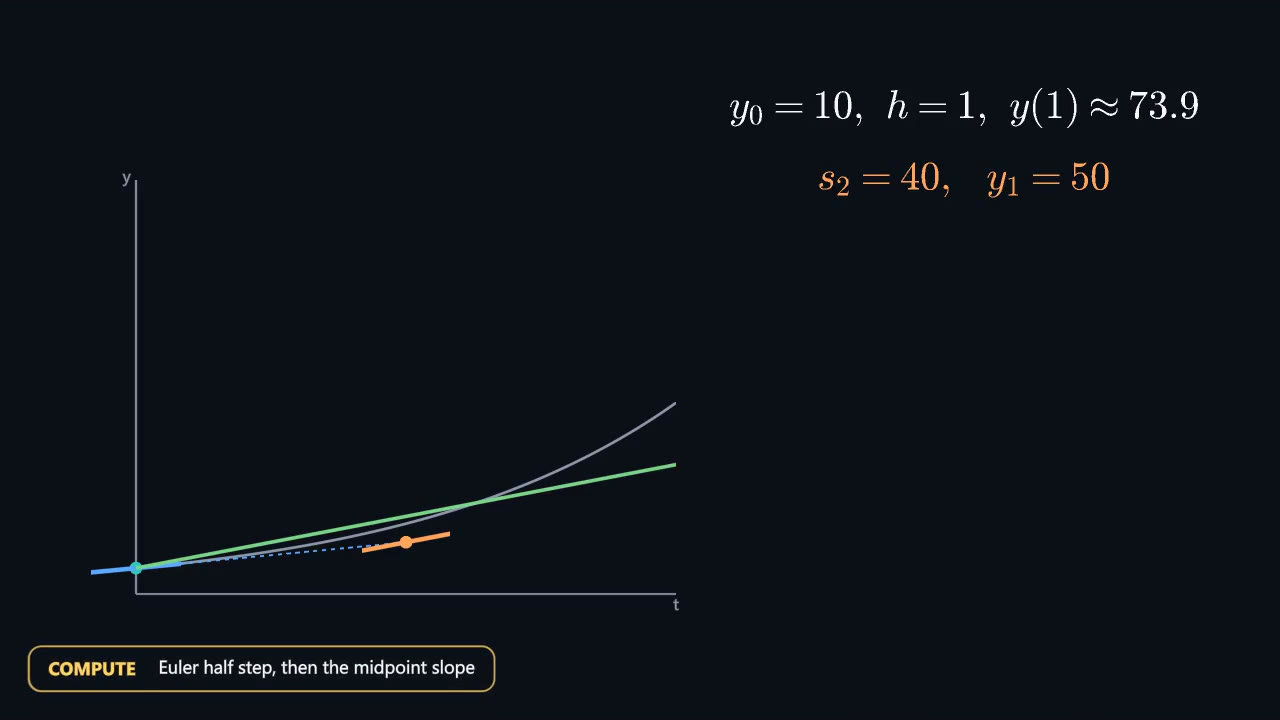 y₀ = 10, h = 1, y(1) ≈ 73.9
s₂ = 40, y₁ = 50
y
t
COMPUTE Euler half step, then the midpoint slope